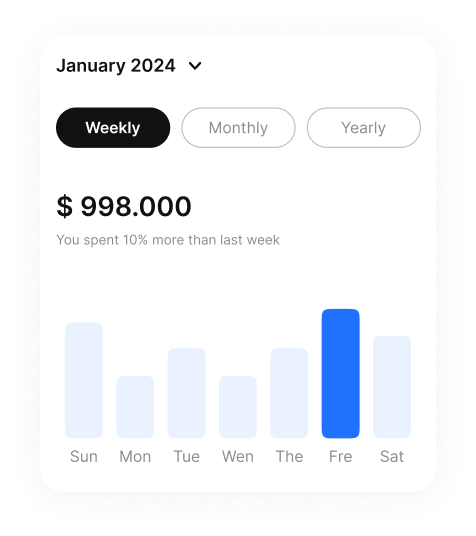 January 2024
Weekly Monthly Yearly
$ 998.000
You spent 10% more than last week
Sun Mon Tue Wen The Fre Sat